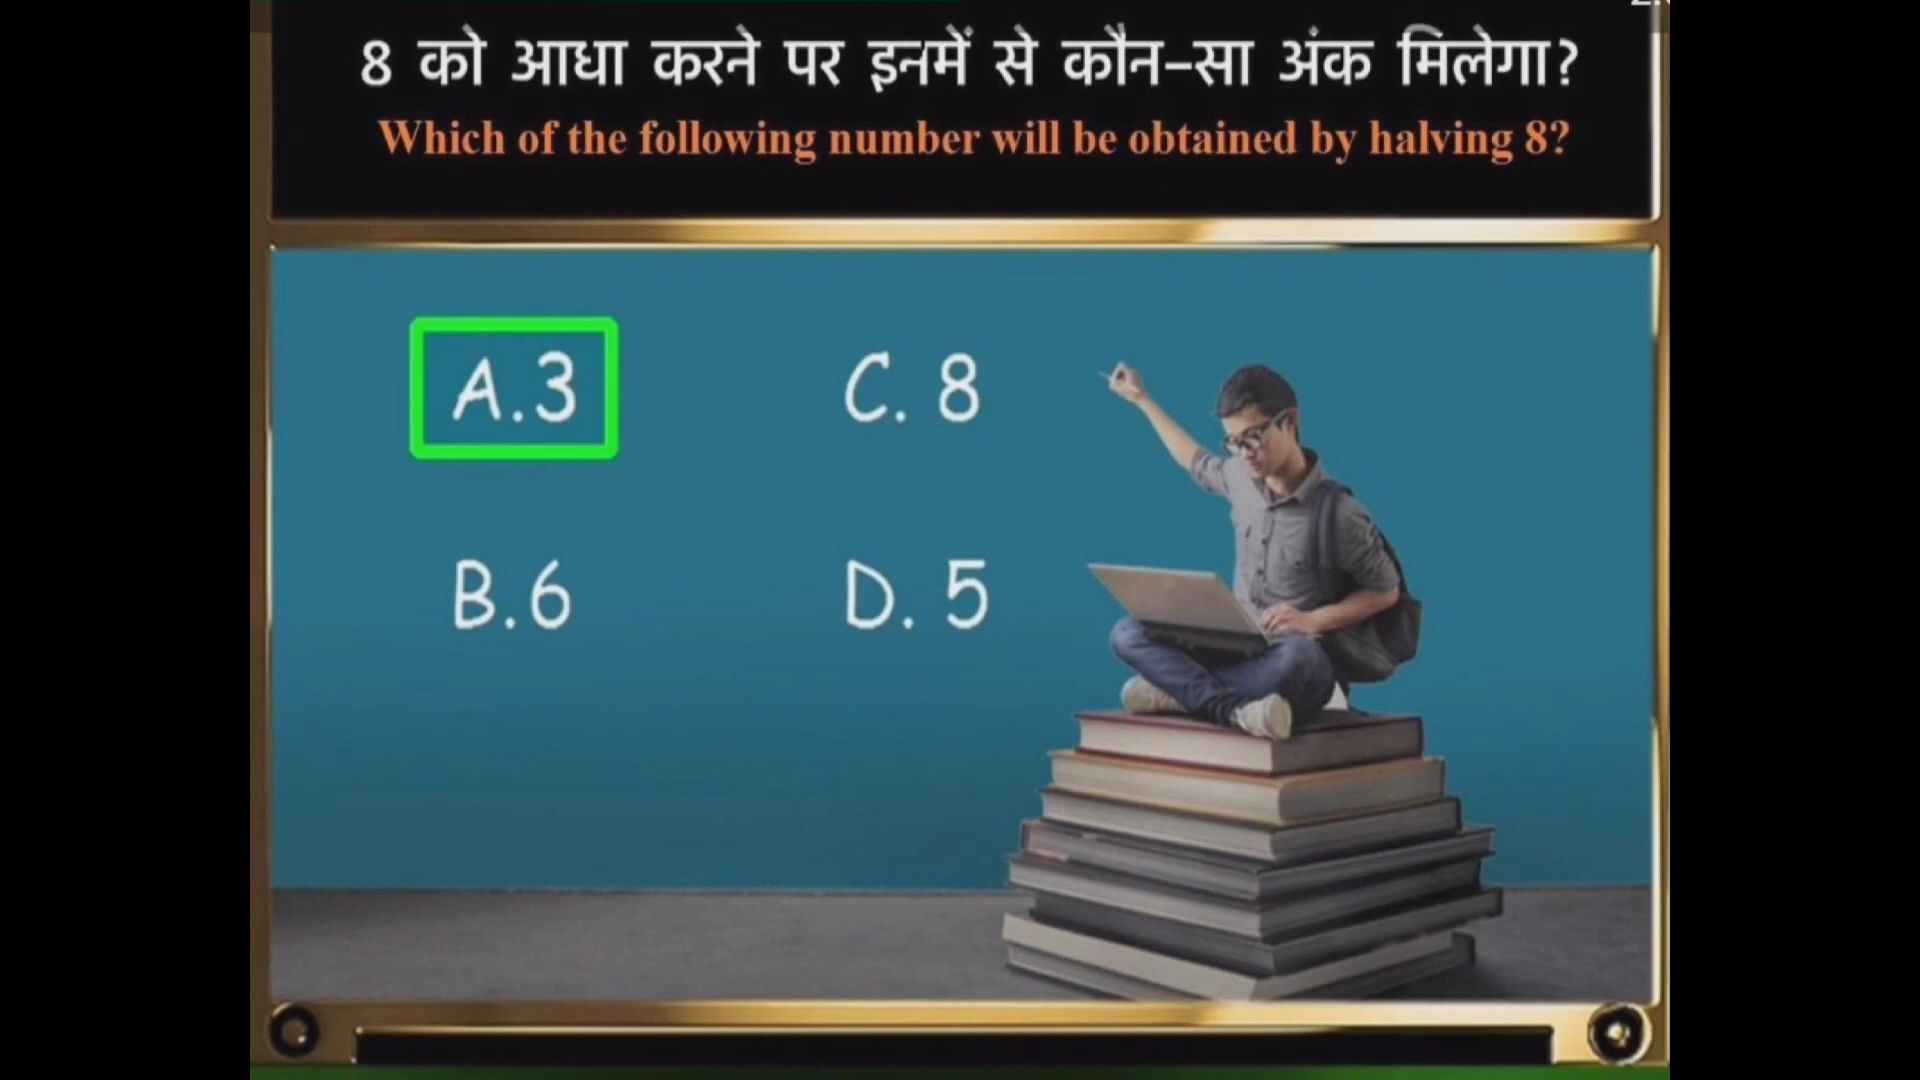 8 को आधा करने पर इनमें से कौन-सा अंक मिलेगा?
Which of the following number will be obtained by halving 8?
A.3
C. 8
B.6
D. 5